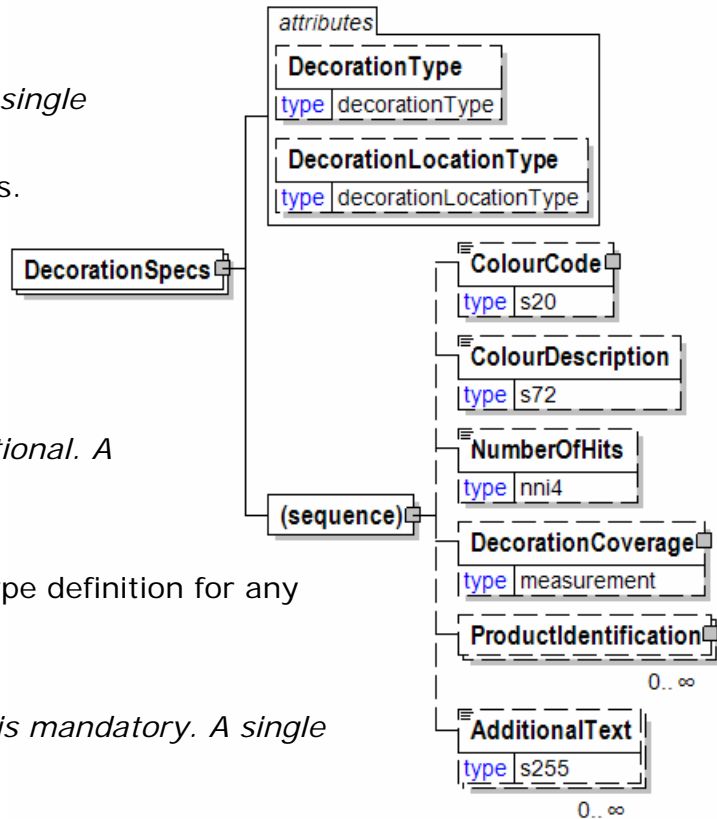 single
s.
tional. A
ype definition for any
is mandatory. A single
attributes
DecorationType
type decorationType
DecorationLocationType
type decorationLocationType
DecorationSpecs
(sequence)
ColourCode
type s20
ColourDescription
type s72
NumberOfHits
type nni4
DecorationCoverage
type measurement
ProductIdentification
0.. ∞
AdditionalText
type s255
0.. ∞